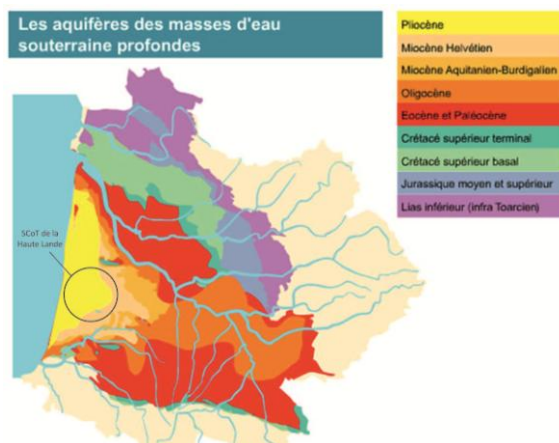 Les aquifères des masses d'eau
souterraine profondes
Pliocène
Miocène Helvétien
Miocène Aquitanien-Burdigalien
Oligocène
Eocène et Paléocène
Crétacé supérieur terminal
Crétacé supérieur basal
Jurassique moyen et supérieur
Lias inférieur (infra Toarcien)
SCoT de la
Haute Lande